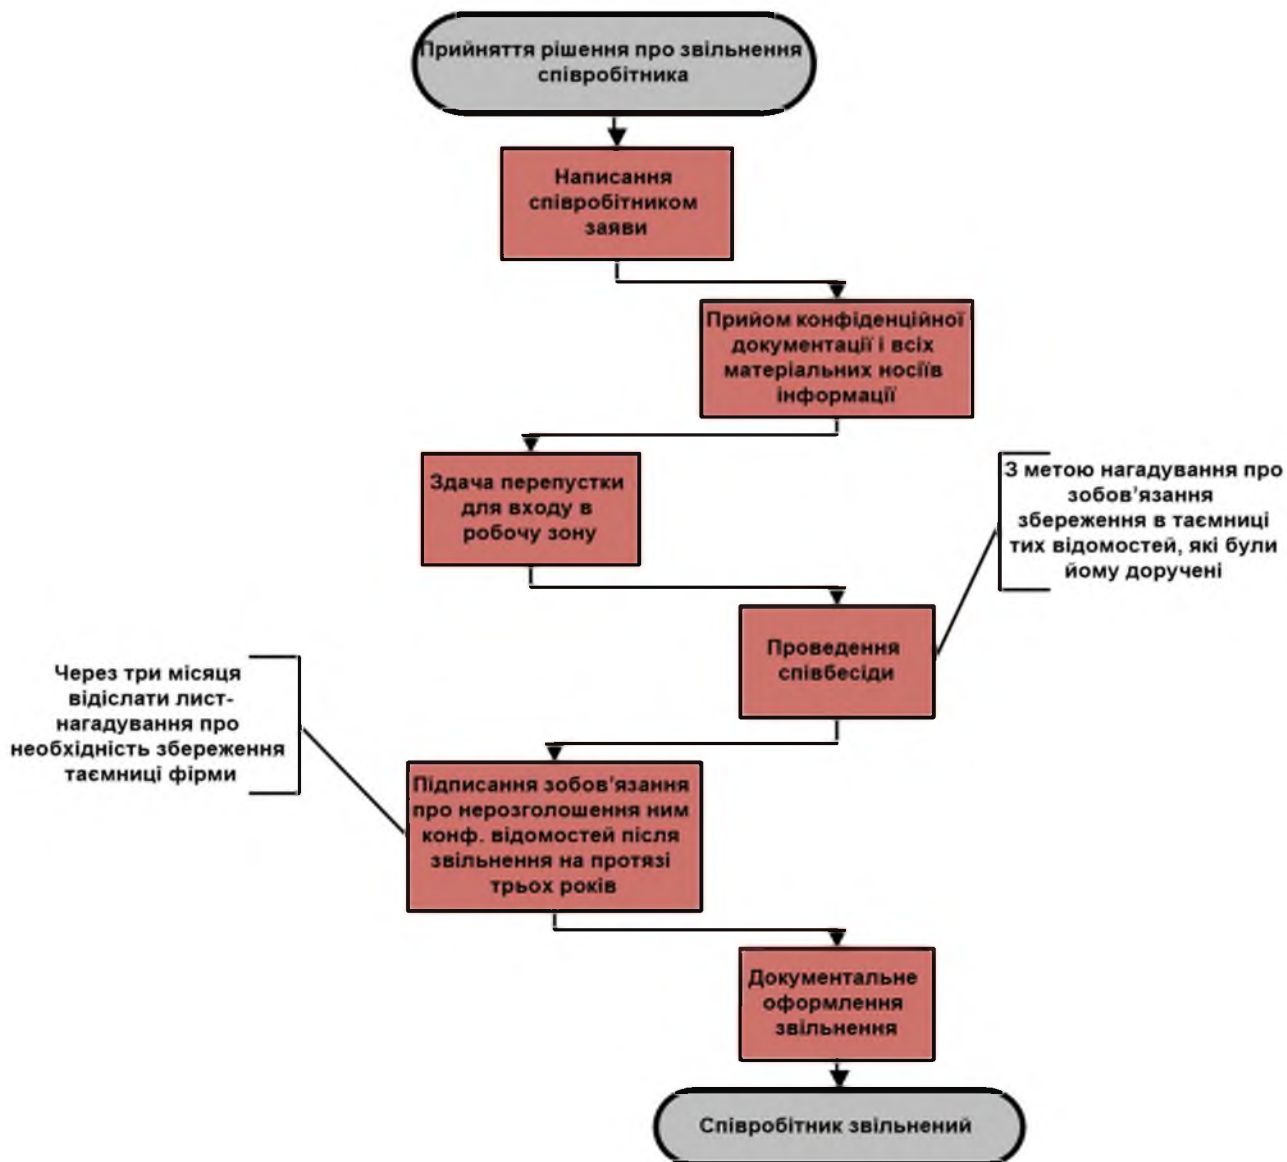 Прийняття рішення про звільнення
співробітника
Написання
співробітником
заяви
Прийом конфіденційної
документації і всіх
матеріальних носіїв
інформації
Здача перепустки
для входу в
робочу зону
З метою нагадування про
зобов’язання
збереження в таємниці
тих відомостей, які були
йому доручені
Проведення
співбесіди
Через три місяця
відіслати лист-
нагадування про
необхідність збереження
таємниці фірми
Підписання зобов’язання
про нерозголошення ним
конф. відомостей після
звільнення на протязі
трьох років
Документальне
оформлення
звільнення
Співробітник звільнений